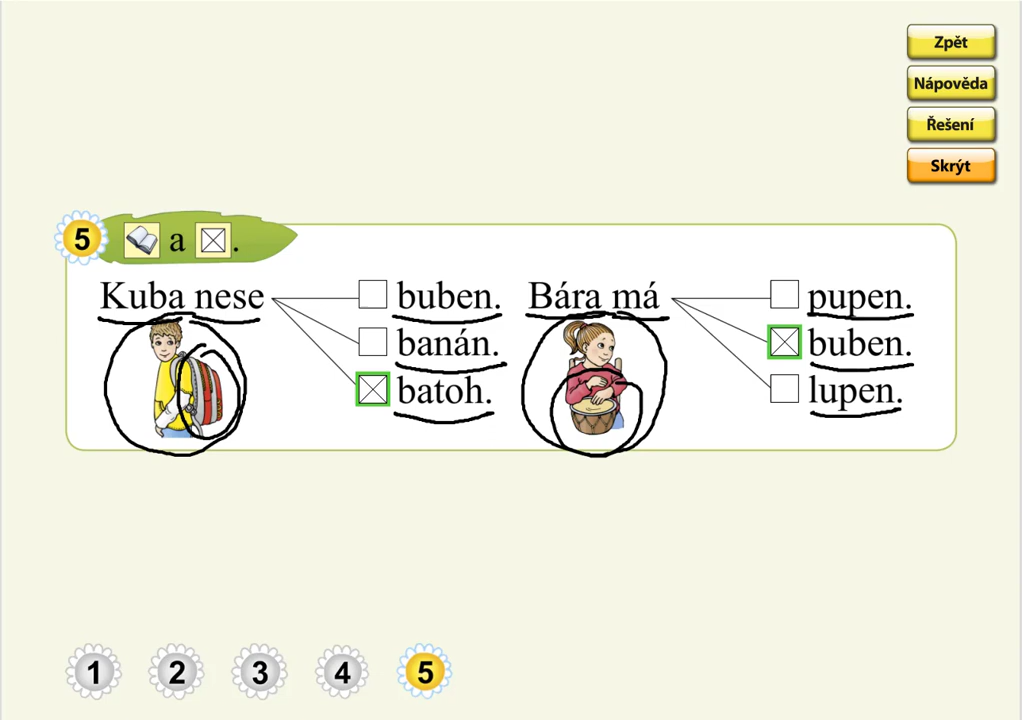 Zpět
Nápověda
Řešení
Skrýt
5 a .
Kuba nese
buben.
banán.
batoh.
Bára má
pupen.
buben.
lupen.
1 2 3 4 5